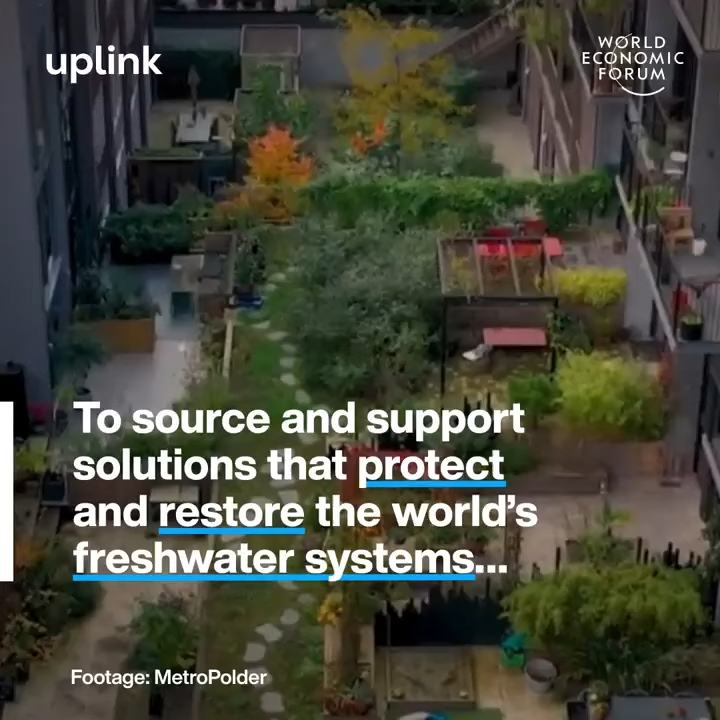 uplink
WORLD
ECONOMIC
FORUM
To source and support
solutions that protect
and restore the world's
freshwater systems...
Footage: MetroPolder